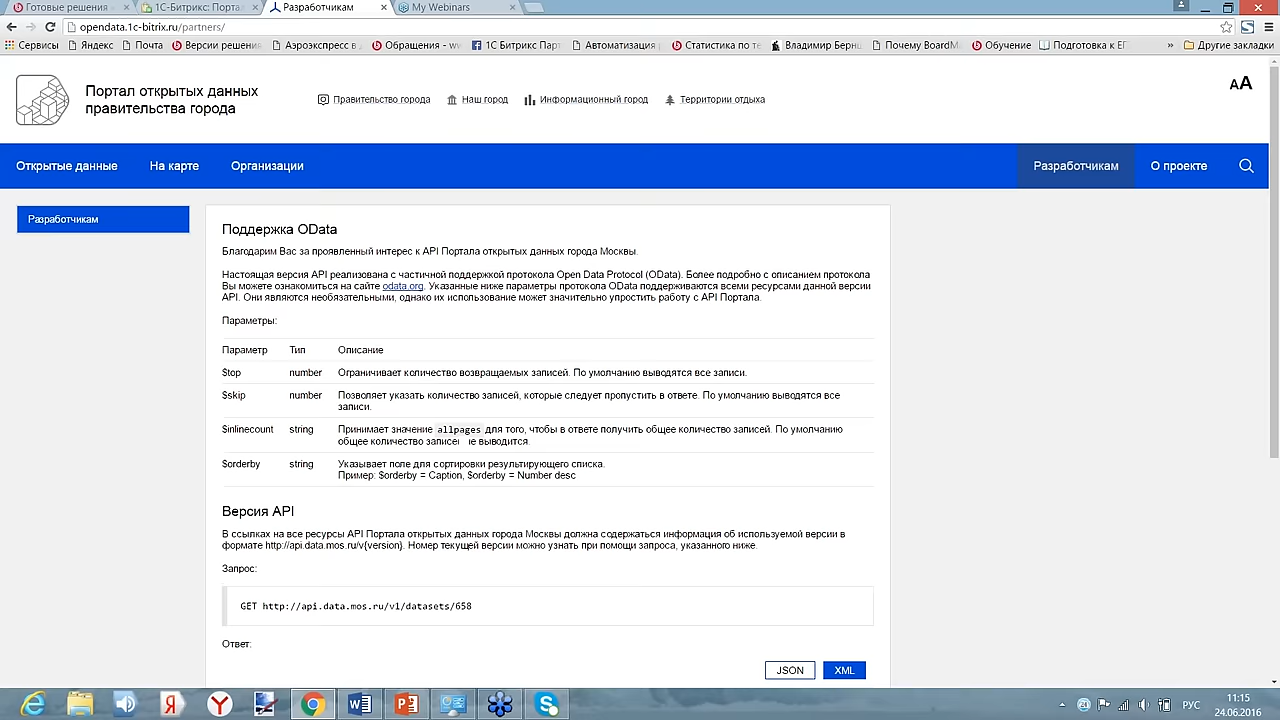 Готовые решения
1С-Битрикс: Порта
Разработчикам
My Webinars
opendata.1c-bitrix.ru/partners/
Сервисы
Яндекс
Почта
Версии решения
Аэроэкспресс в
Обращения - ww
1С Битрикс Пар
Автоматизация
Статистика по те
Владимир Берн
Почему BoardM
Обучение
Подготовка к ЕГ
»
Другие закладки
Портал открытых данных
правительства города
Правительство города
Наш город
Информационный город
Территории отдыха
AA
Открытые данные
На карте
Организации
Разработчикам
О проекте
Разработчикам
Поддержка OData
Благодарим Вас за проявленный интерес к API Портала открытых данных города Москвы.
Настоящая версия API реализована с частичной поддержкой протокола Open Data Protocol (OData). Более подробно с описанием протокола
Вы можете ознакомиться на сайте odata.org. Указанные ниже параметры протокола OData поддерживаются всеми ресурсами данной версии
API. Они являются необязательными, однако их использование может значительно упростить работу с API Портала.
Параметры:
Параметр Тип Описание
$top number Ограничивает количество возвращаемых записей. По умолчанию выводятся все записи.
$skip number Позволяет указать количество записей, которые следует пропустить в ответе. По умолчанию выводятся все
записи.
$inlinecount string Принимает значение allpages для того, чтобы в ответе получить общее количество записей. По умолчанию
общее количество записей не выводится.
$orderby string Указывает поле для сортировки результирующего списка.
Пример: $orderby = Caption, $orderby = Number desc
Версия API
В ссылках на все ресурсы API Портала открытых данных города Москвы должна содержаться информация об используемой версии в
формате http://api.data.mos.ru/v{version}. Номер текущей версии можно узнать при помощи запроса, указанного ниже.
Запрос:
GET http://api.data.mos.ru/v1/datasets/658
Ответ:
JSON
XML
РУС
11:15
24.06.2016